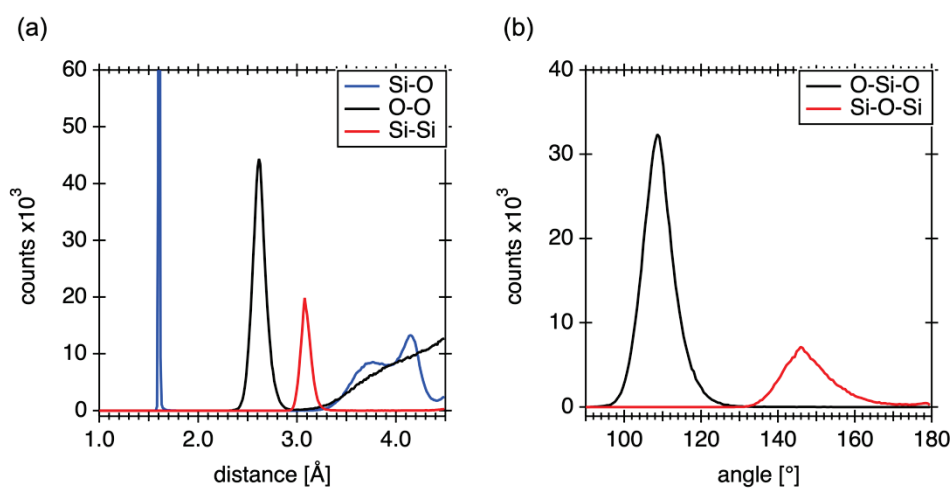 (a)
(b)
60
50
40
30
20
10
0
counts x10³
1.0
2.0
3.0
4.0
distance [Å]
Si-O
O-O
Si-Si
40
30
20
10
0
counts x10³
100
120
140
160
180
angle [°]
O-Si-O
Si-O-Si